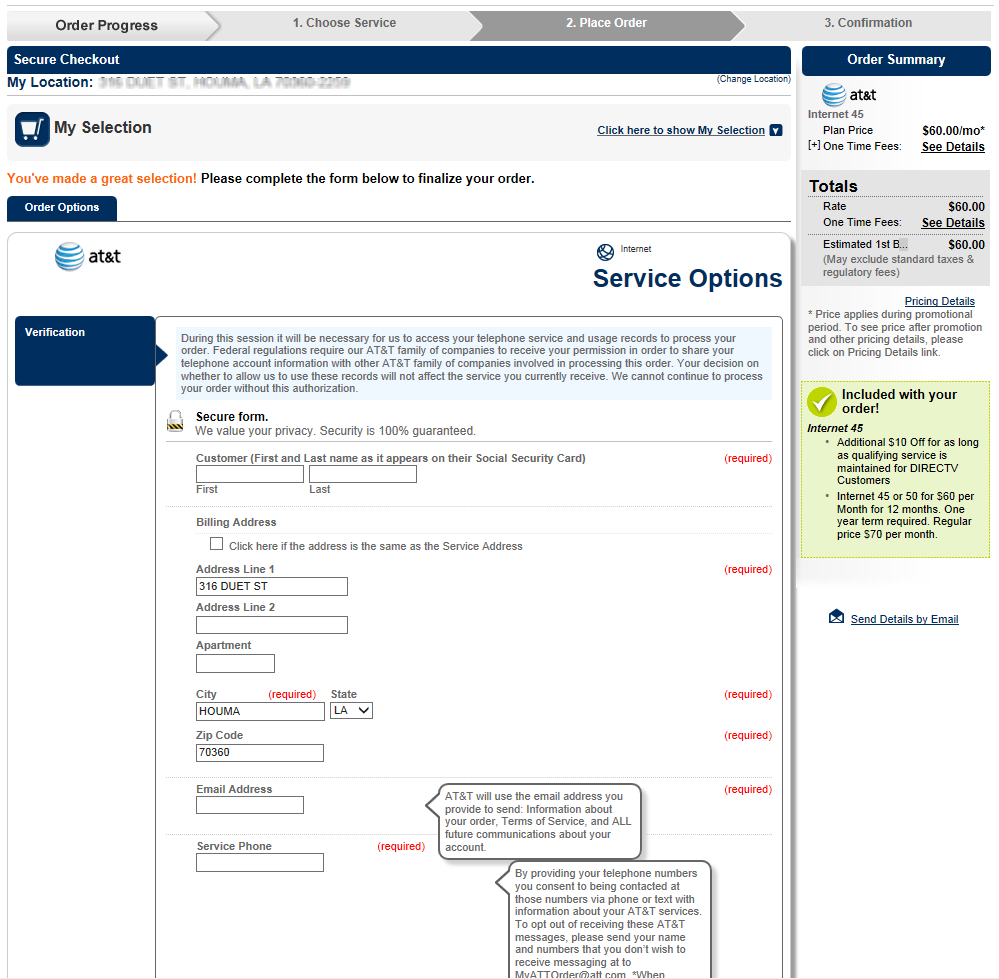 Order Progress
1. Choose Service
2. Place Order
3. Confirmation
Secure Checkout
My Location: 316 DUET ST, HOUMA, LA 70360-2259
(Change Location)
My Selection
Click here to show My Selection
You've made a great selection! Please complete the form below to finalize your order.
Order Options
at&t
Internet
Service Options
Verification
During this session it will be necessary for us to access your telephone service and usage records to process your
order. Federal regulations require our AT&T family of companies to receive your permission in order to share your
telephone account information with other AT&T family of companies involved in processing this order. Your decision on
whether to allow us to use these records will not affect the service you currently receive. We cannot continue to process
your order without this authorization.
Secure form.
We value your privacy. Security is 100% guaranteed.
Customer (First and Last name as it appears on their Social Security Card) (required)
First Last
Billing Address
Click here if the address is the same as the Service Address
Address Line 1 (required)
316 DUET ST
Address Line 2
Apartment
City (required) State (required)
HOUMA LA
Zip Code (required)
70360
Email Address (required)
AT&T will use the email address you
provide to send: Information about
your order, Terms of Service, and ALL
future communications about your
account.
Service Phone (required)
By providing your telephone numbers
you consent to being contacted at
those numbers via phone or text with
information about your AT&T services.
To opt out of receiving these AT&T
messages, please send your name
and numbers that you don't wish to
receive messaging at to
MyATTOrder@att.com. *When
Order Summary
at&t
Internet 45
Plan Price $60.00/mo*
[+] One Time Fees: See Details
Totals
Rate $60.00
One Time Fees: See Details
Estimated 1st B... $60.00
(May exclude standard taxes &
regulatory fees)
Pricing Details
* Price applies during promotional
period. To see price after promotion
and other pricing details, please
click on Pricing Details link.
Included with your
order!
Internet 45
• Additional $10 Off for as long
as qualifying service is
maintained for DIRECTV
Customers
• Internet 45 or 50 for $60 per
Month for 12 months. One
year term required. Regular
price $70 per month.
Send Details by Email